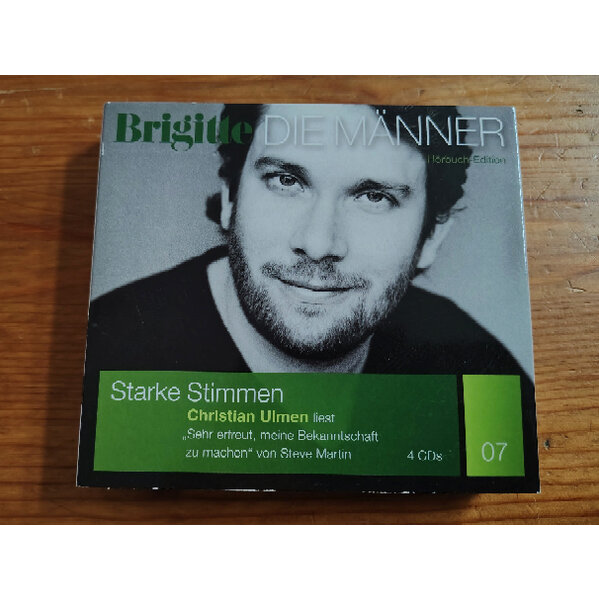 Brigitte DIE MÄNNER
Hörbuch-Edition
Starke Stimmen
Christian Ulmen liest
„Sehr erfreut, meine Bekanntschaft
zu machen“ von Steve Martin
4 CDs
07